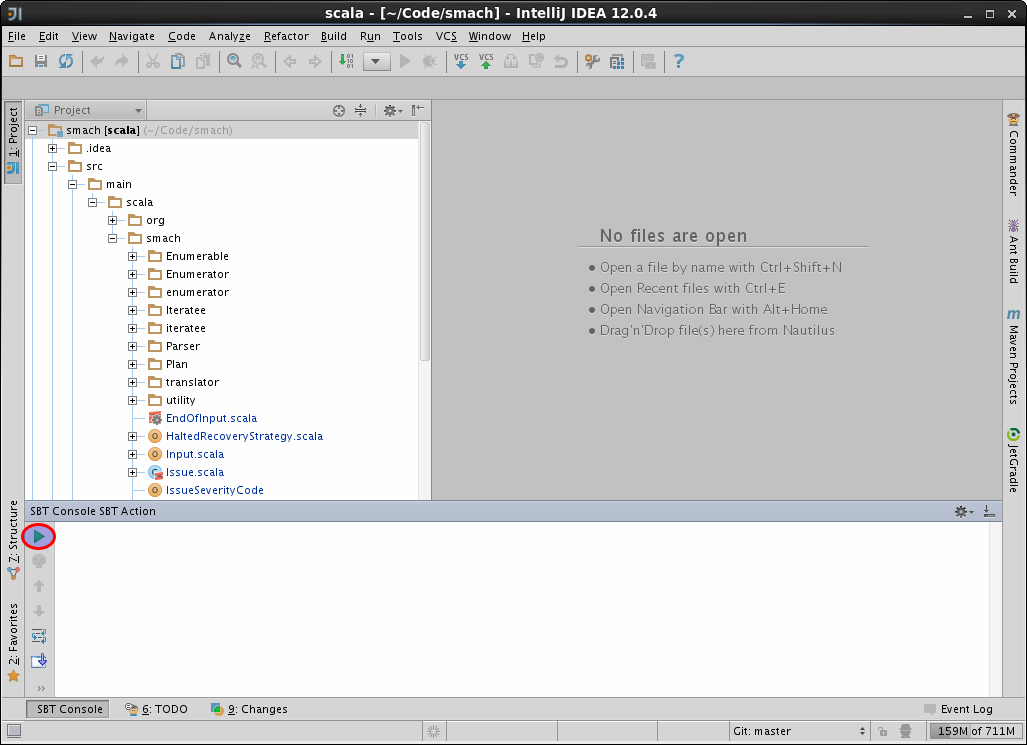 scala - [~/Code/smach] - IntelliJ IDEA 12.0.4
File Edit View Navigate Code Analyze Refactor Build Run Tools VCS Window Help
VCS VCS ?
1: Project
Project
smach [scala] (~/Code/smach)
.idea
src
main
scala
org
smach
Enumerable
Enumerator
enumerator
Iteratee
iteratee
Parser
Plan
translator
utility
EndOfInput.scala
HaltedRecoveryStrategy.scala
Input.scala
Issue.scala
IssueSeverityCode
No files are open
Open a file by name with Ctrl+Shift+N
Open Recent files with Ctrl+E
Open Navigation Bar with Alt+Home
Drag'n'Drop file(s) here from Nautilus
Commander
Ant Build
m Maven Projects
JetGradle
Z: Structure
2: Favorites
SBT Console SBT Action
SBT Console 6: TODO 9: Changes Event Log
Git: master 159M of 711M